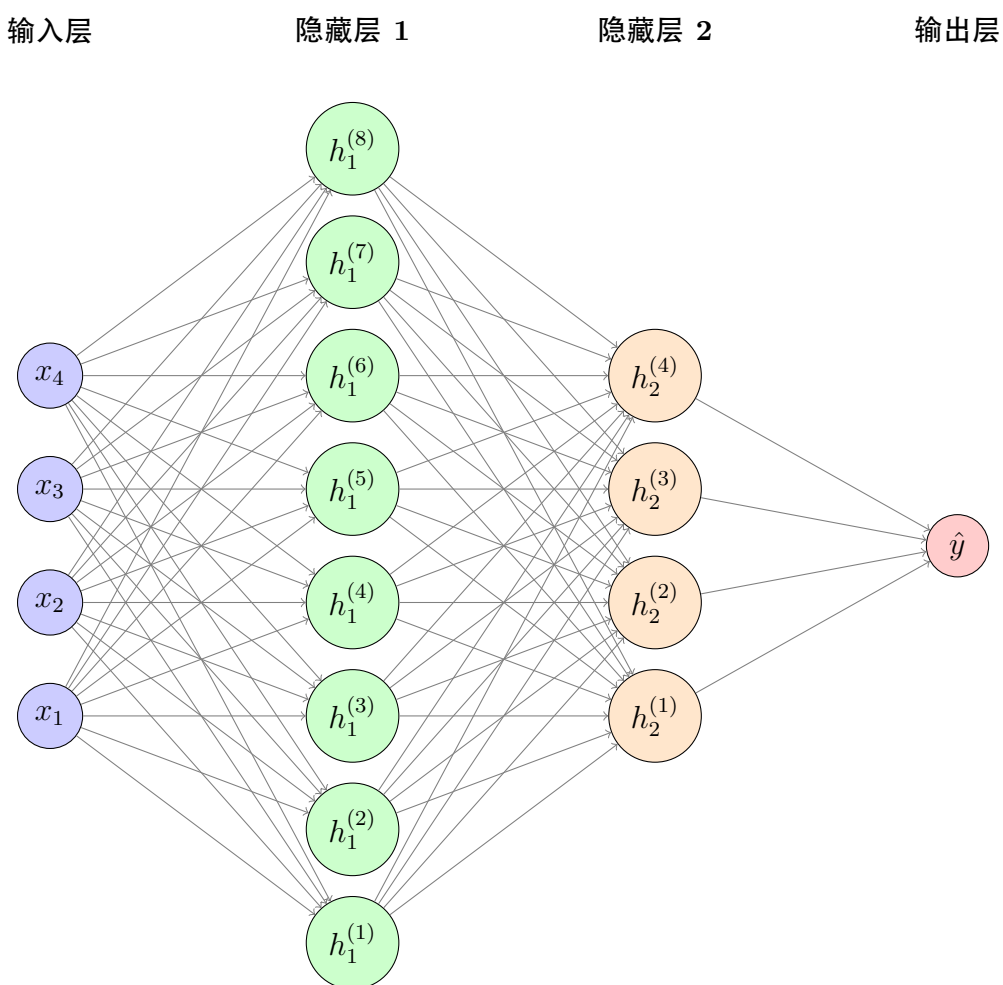 输入层 隐藏层 1 隐藏层 2 输出层
h_1^{(8)}
h_1^{(7)}
x_4 h_1^{(6)} h_2^{(4)}
x_3 h_1^{(5)} h_2^{(3)}
ŷ
x_2 h_1^{(4)} h_2^{(2)}
x_1 h_1^{(3)} h_2^{(1)}
h_1^{(2)}
h_1^{(1)}